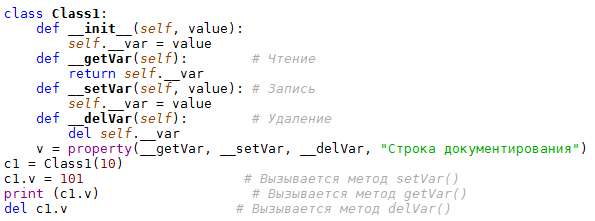 class Class1:
    def __init__(self, value):
        self.__var = value
    def __getVar(self):        # Чтение
        return self.__var
    def __setVar(self, value): # Запись
        self.__var = value
    def __delVar(self):        # Удаление
        del self.__var
    v = property(__getVar, __setVar, __delVar, "Строка документирования")
c1 = Class1(10)
c1.v = 101                    # Вызывается метод setVar()
print (c1.v)                   # Вызывается метод getVar()
del c1.v                     # Вызывается метод delVar()